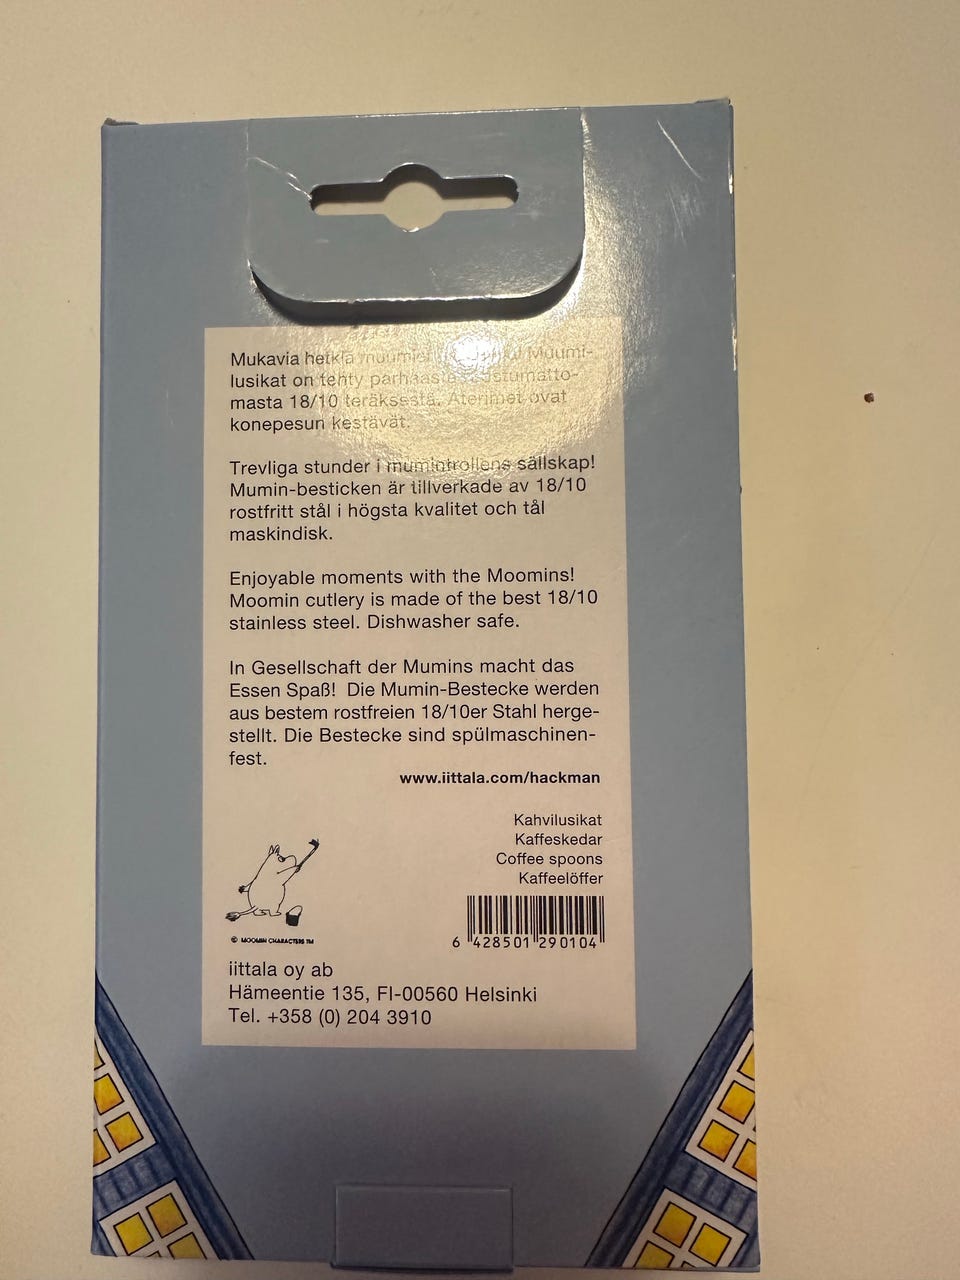 Mukavia hetkiä muumien Muumi-
lusikat on tehty parhaasta ruostumatto-
masta 18/10 teräksestä. Aterimet ovat
konepesun kestävät.
Trevliga stunder i mumintrollens sällskap!
Mumin-besticken är tillverkade av 18/10
rostfritt stål i högsta kvalitet och tål
maskindisk.
Enjoyable moments with the Moomins!
Moomin cutlery is made of the best 18/10
stainless steel. Dishwasher safe.
In Gesellschaft der Mumins macht das
Essen Spaß! Die Mumin-Bestecke werden
aus bestem rostfreien 18/10er Stahl herge-
stellt. Die Bestecke sind spülmaschinen-
fest.
www.iittala.com/hackman
Kahvilusikat
Kaffeskedar
Coffee spoons
Kaffeelöffer
6 428501 290104
© MOOMIN CHARACTERS TM
iittala oy ab
Hämeentie 135, FI-00560 Helsinki
Tel. +358 (0) 204 3910